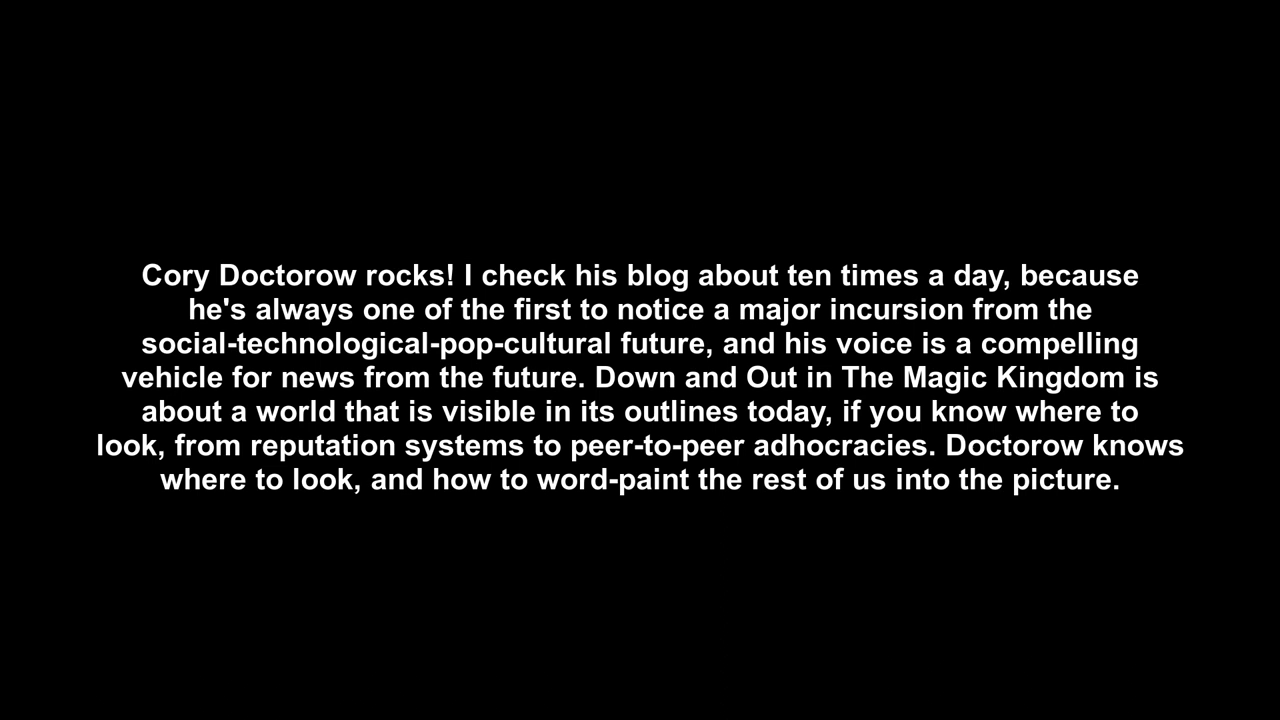 Cory Doctorow rocks! I check his blog about ten times a day, because
he's always one of the first to notice a major incursion from the
social-technological-pop-cultural future, and his voice is a compelling
vehicle for news from the future. Down and Out in The Magic Kingdom is
about a world that is visible in its outlines today, if you know where to
look, from reputation systems to peer-to-peer adhocracies. Doctorow knows
where to look, and how to word-paint the rest of us into the picture.